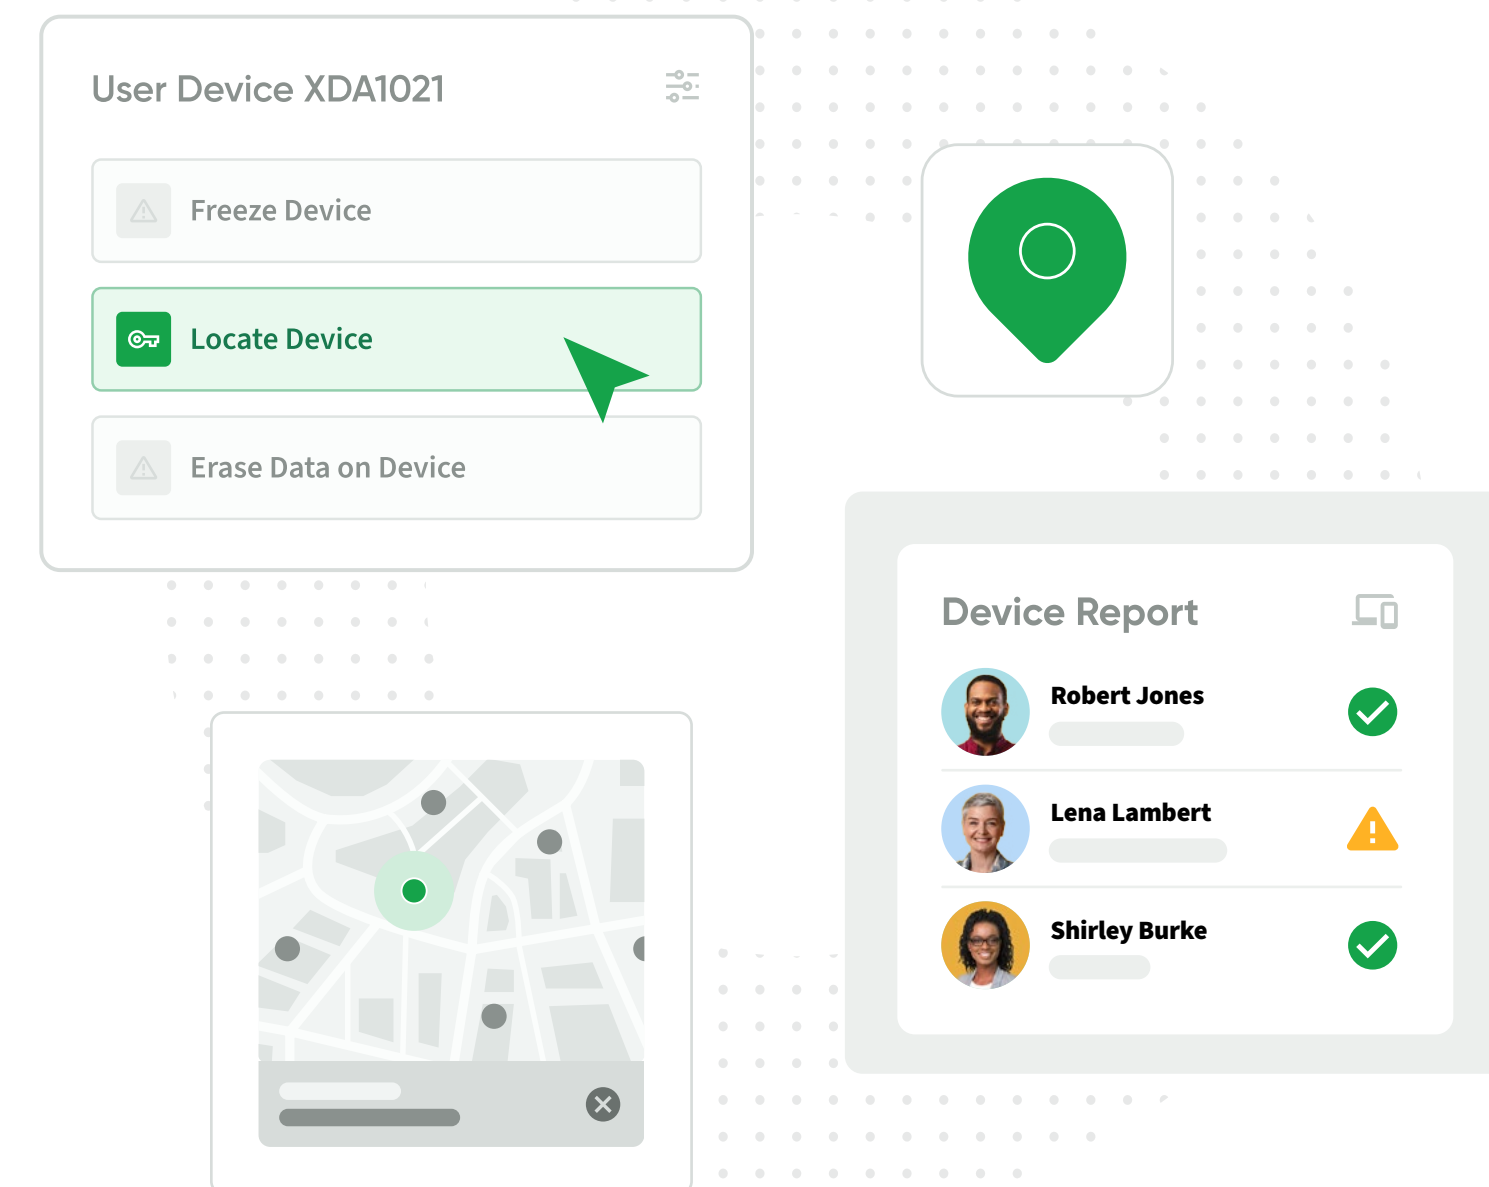 User Device XDA1021
Freeze Device
Locate Device
Erase Data on Device
Device Report
Robert Jones
Lena Lambert
Shirley Burke